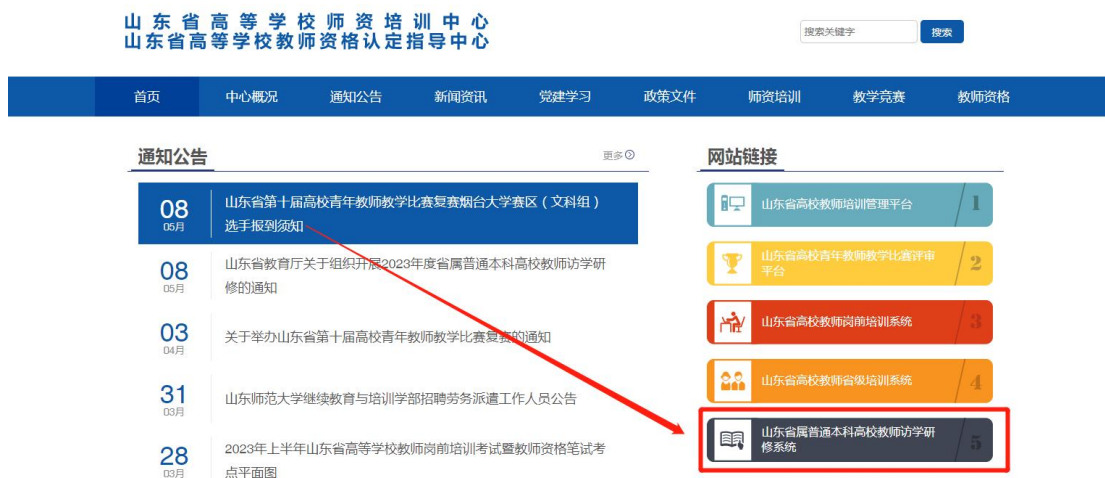 山东省高等学校师资培训中心
山东省高等学校教师资格认定指导中心
搜索关键字
搜索
首页
中心概况
通知公告
新闻资讯
党建学习
政策文件
师资培训
教学竞赛
教师资格
通知公告
更多
08
05月
山东省第十届高校青年教师教学比赛复赛烟台大学赛区（文科组）
选手报到须知
08
05月
山东省教育厅关于组织开展2023年度省属普通本科高校教师访学研
修的通知
03
04月
关于举办山东省第十届高校青年教师教学比赛复赛的通知
31
03月
山东师范大学继续教育与培训学部招聘劳务派遣工作人员公告
28
03月
2023年上半年山东省高等学校教师岗前培训考试暨教师资格笔试考
点平面图
网站链接
山东省高校教师培训管理平台
1
山东省高校青年教师教学比赛评审
平台
2
山东省高校教师岗前培训系统
3
山东省高校教师省级培训系统
4
山东省属普通本科高校教师访学研
修系统
5